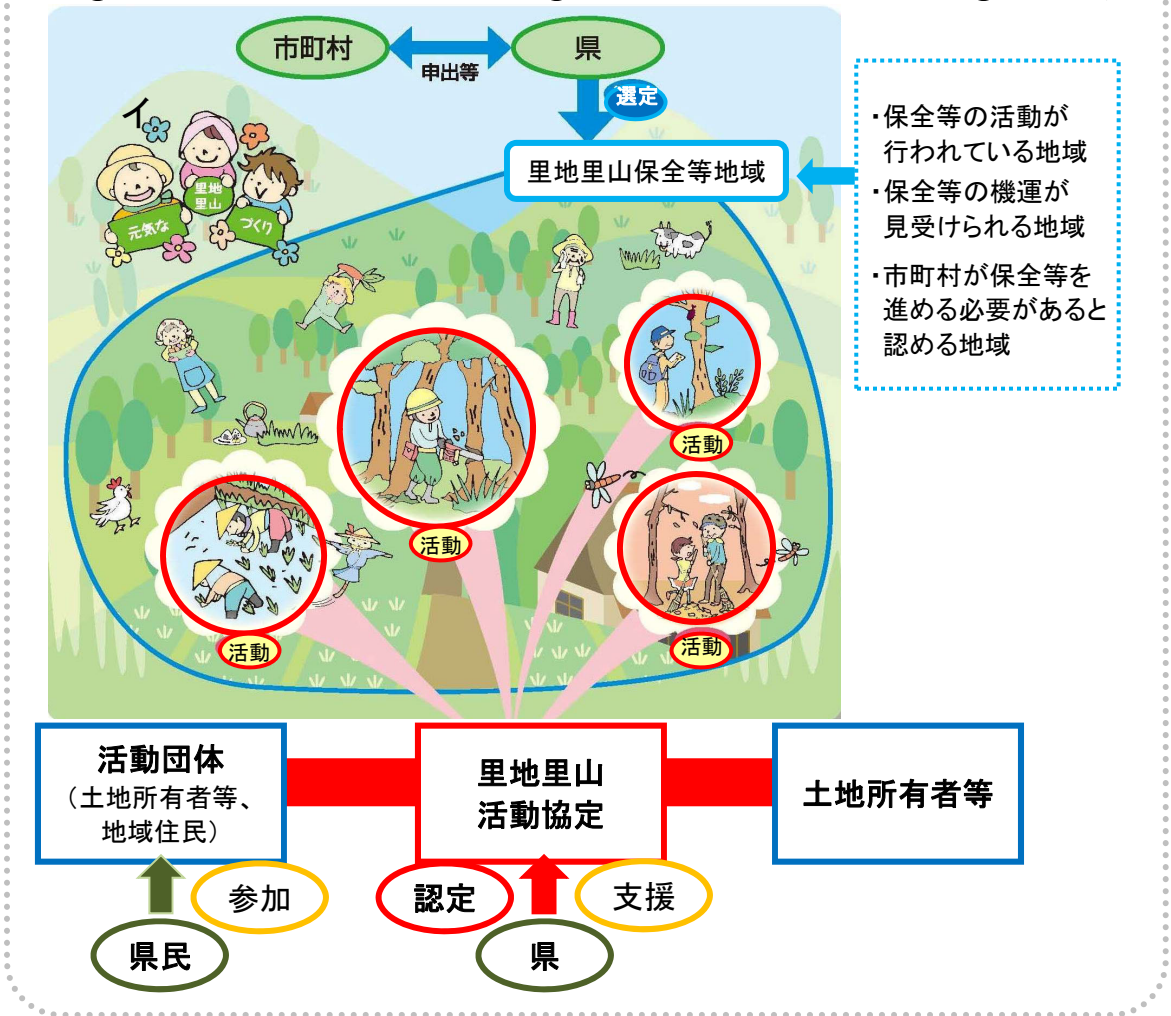 市町村
県
申出等
選定
イ
里地
里山
元気な
づくり
里地里山保全等地域
・保全等の活動が
行われている地域
・保全等の機運が
見受けられる地域
・市町村が保全等を
進める必要があると
認める地域
活動
活動
活動
活動
活動団体
（土地所有者等、
地域住民）
里地里山
活動協定
土地所有者等
参加
認定
支援
県民
県